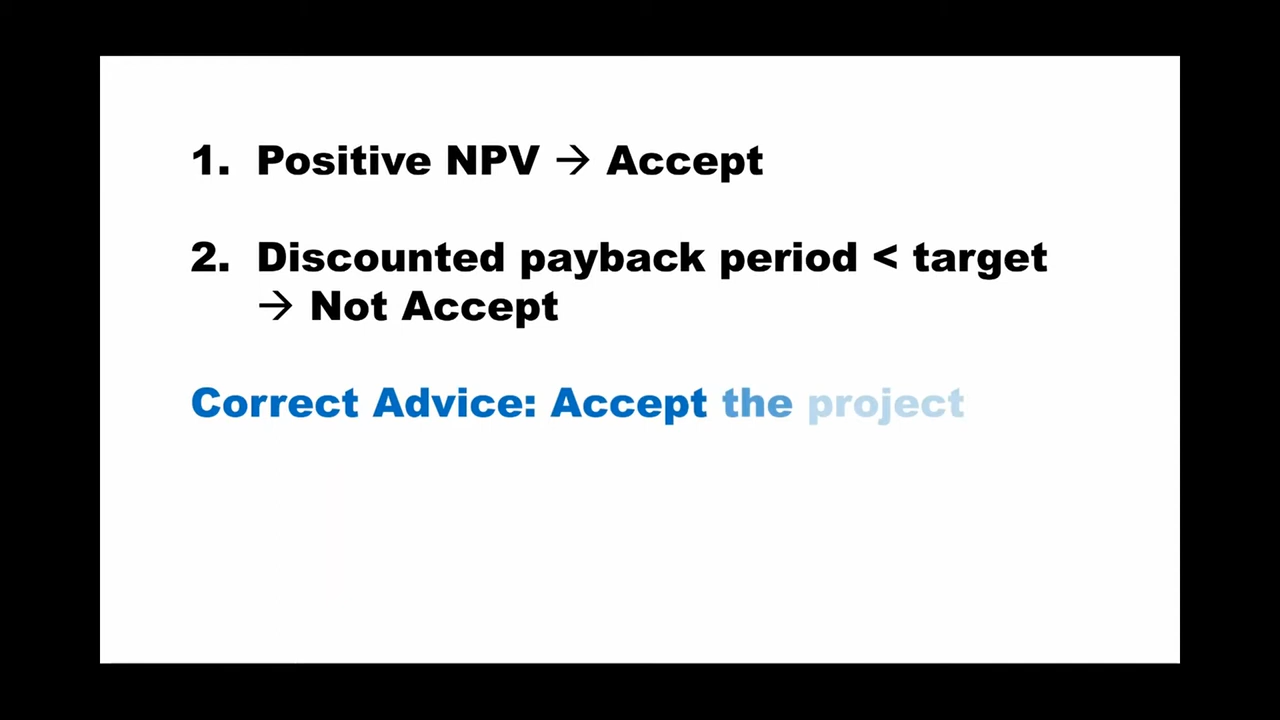 1. Positive NPV → Accept
2. Discounted payback period < target
→ Not Accept
Correct Advice: Accept the project